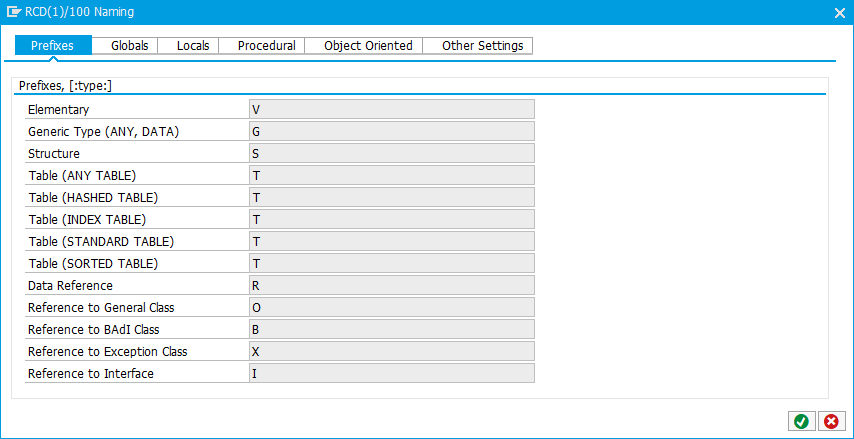 RCD(1)/100 Naming
Prefixes Globals Locals Procedural Object Oriented Other Settings
Prefixes, [:type:]
Elementary V
Generic Type (ANY, DATA) G
Structure S
Table (ANY TABLE) T
Table (HASHED TABLE) T
Table (INDEX TABLE) T
Table (STANDARD TABLE) T
Table (SORTED TABLE) T
Data Reference R
Reference to General Class O
Reference to BAdI Class B
Reference to Exception Class X
Reference to Interface I